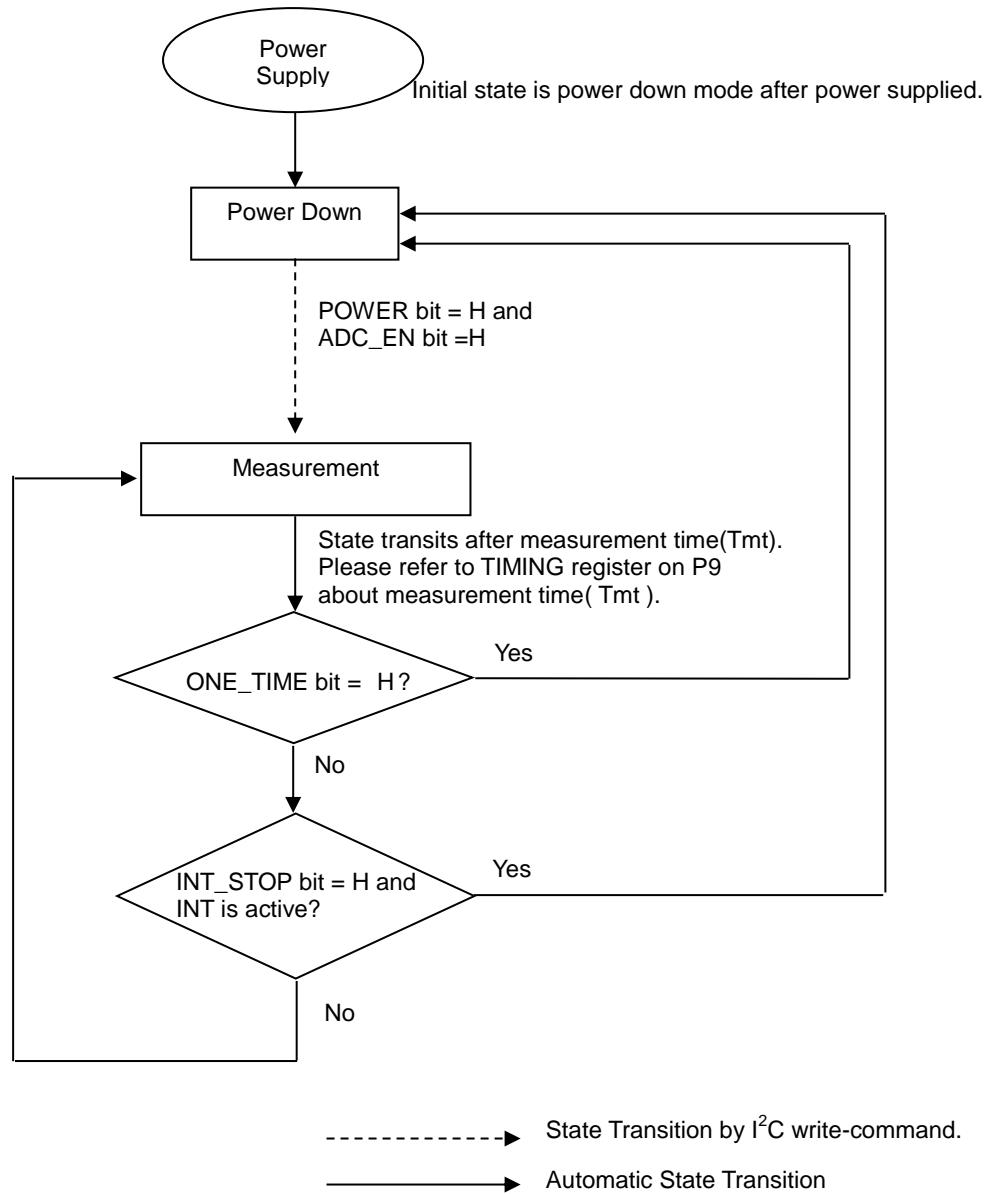 Power
Supply
Initial state is power down mode after power supplied.
Power Down
POWER bit = H and
ADC_EN bit =H
Measurement
State transits after measurement time(Tmt).
Please refer to TIMING register on P9
about measurement time( Tmt ).
ONE_TIME bit = H?
Yes
No
INT_STOP bit = H and
INT is active?
Yes
No
State Transition by I²C write-command.
Automatic State Transition